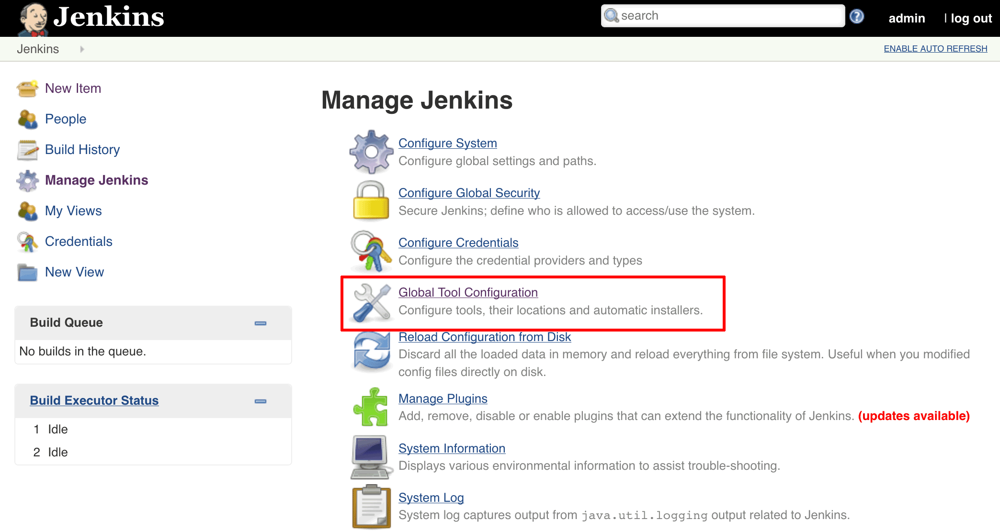 Jenkins
search
?
admin
| log out
Jenkins
ENABLE AUTO REFRESH
New Item
People
Build History
Manage Jenkins
My Views
Credentials
New View
Build Queue
No builds in the queue.
Build Executor Status
1 Idle
2 Idle
Manage Jenkins
Configure System
Configure global settings and paths.
Configure Global Security
Secure Jenkins; define who is allowed to access/use the system.
Configure Credentials
Configure the credential providers and types
Global Tool Configuration
Configure tools, their locations and automatic installers.
Reload Configuration from Disk
Discard all the loaded data in memory and reload everything from file system. Useful when you modified
config files directly on disk.
Manage Plugins
Add, remove, disable or enable plugins that can extend the functionality of Jenkins. (updates available)
System Information
Displays various environmental information to assist trouble-shooting.
System Log
System log captures output from java.util.logging output related to Jenkins.